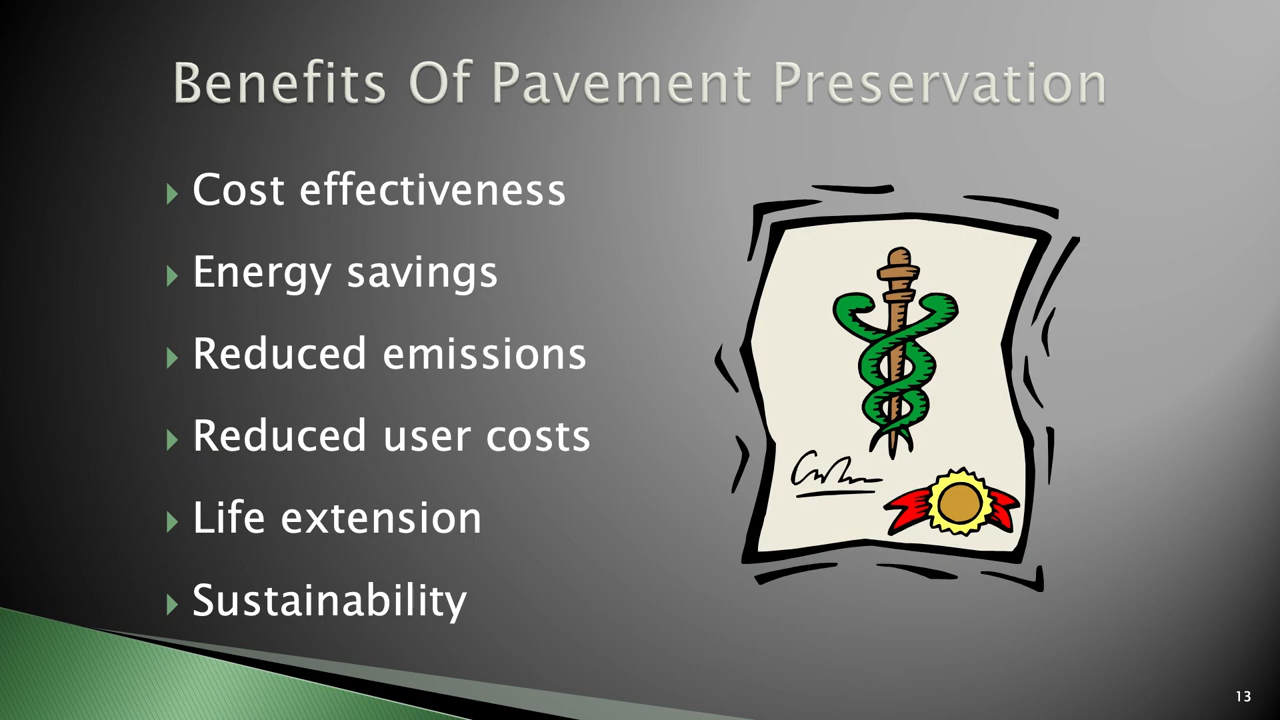 Benefits Of Pavement Preservation
Cost effectiveness
Energy savings
Reduced emissions
Reduced user costs
Life extension
Sustainability
13